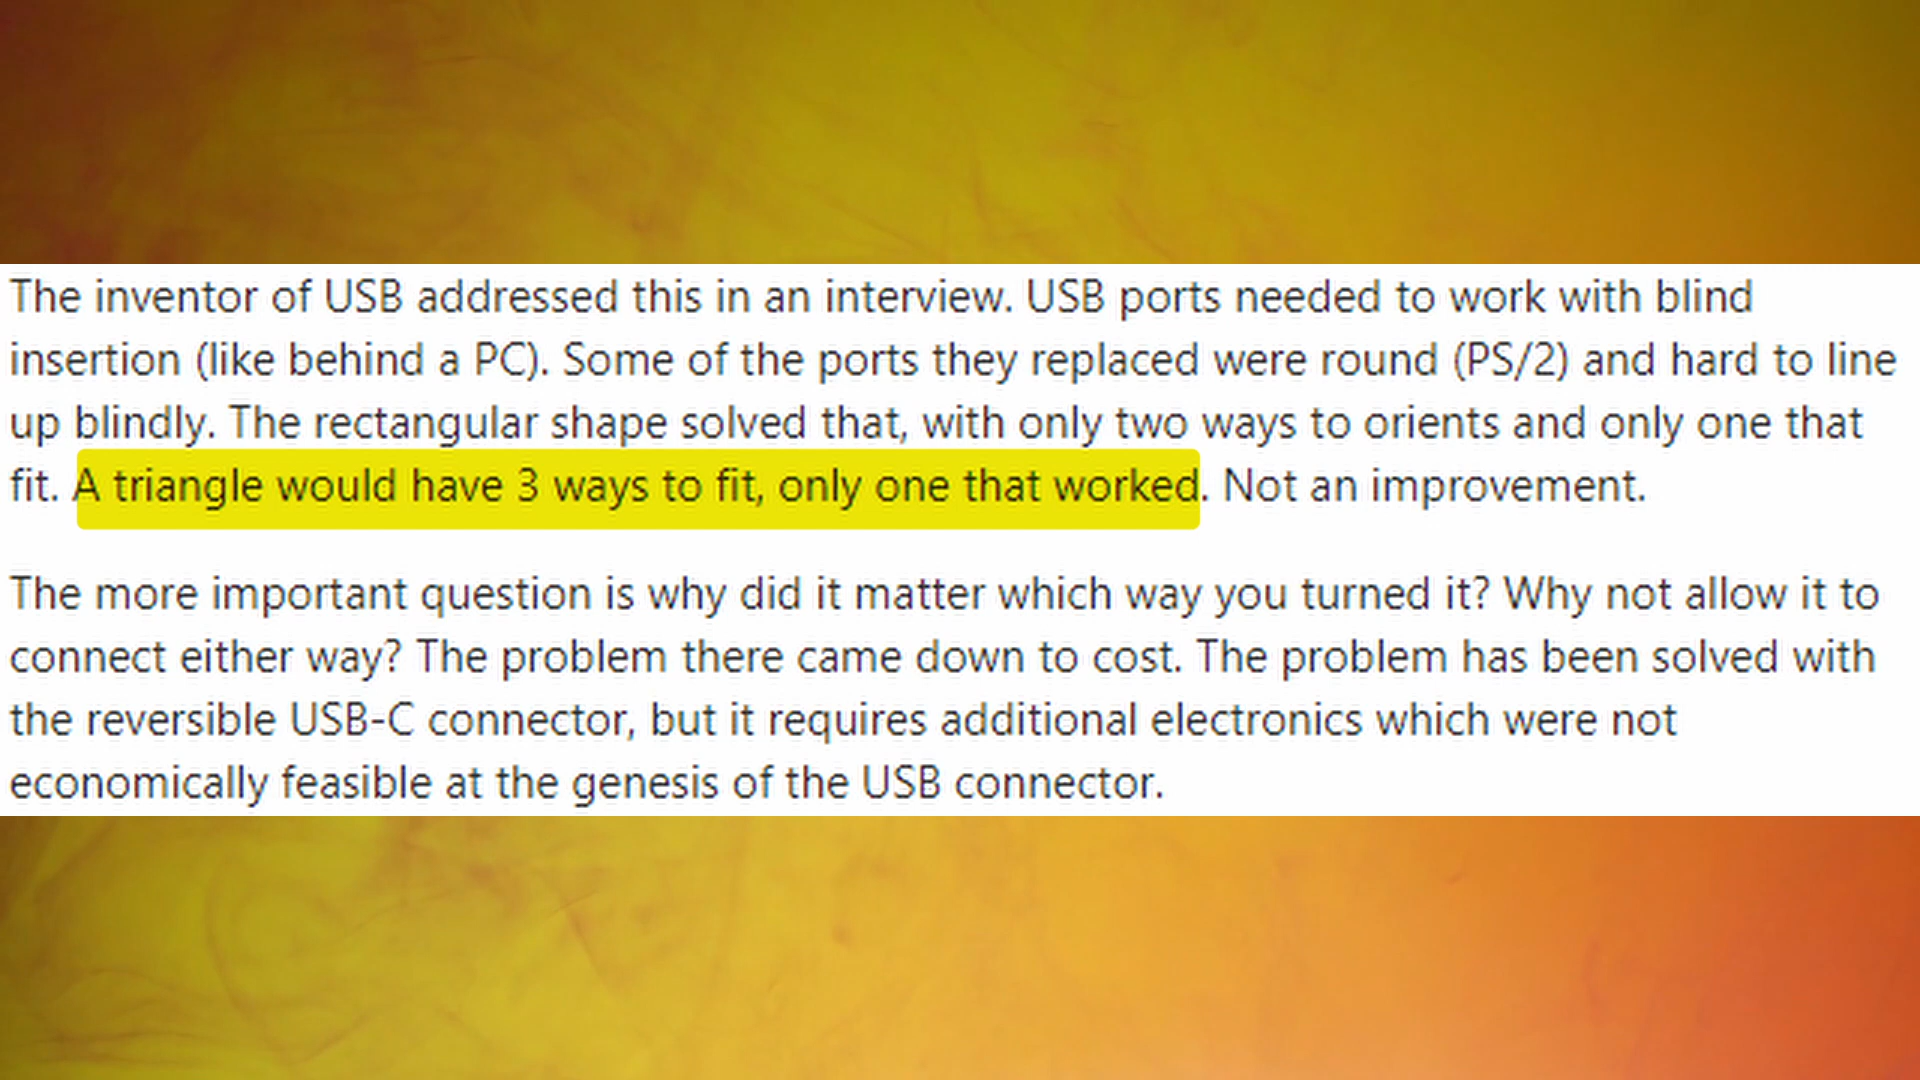 The inventor of USB addressed this in an interview. USB ports needed to work with blind
insertion (like behind a PC). Some of the ports they replaced were round (PS/2) and hard to line
up blindly. The rectangular shape solved that, with only two ways to orients and only one that
fit. A triangle would have 3 ways to fit, only one that worked. Not an improvement.
The more important question is why did it matter which way you turned it? Why not allow it to
connect either way? The problem there came down to cost. The problem has been solved with
the reversible USB-C connector, but it requires additional electronics which were not
economically feasible at the genesis of the USB connector.